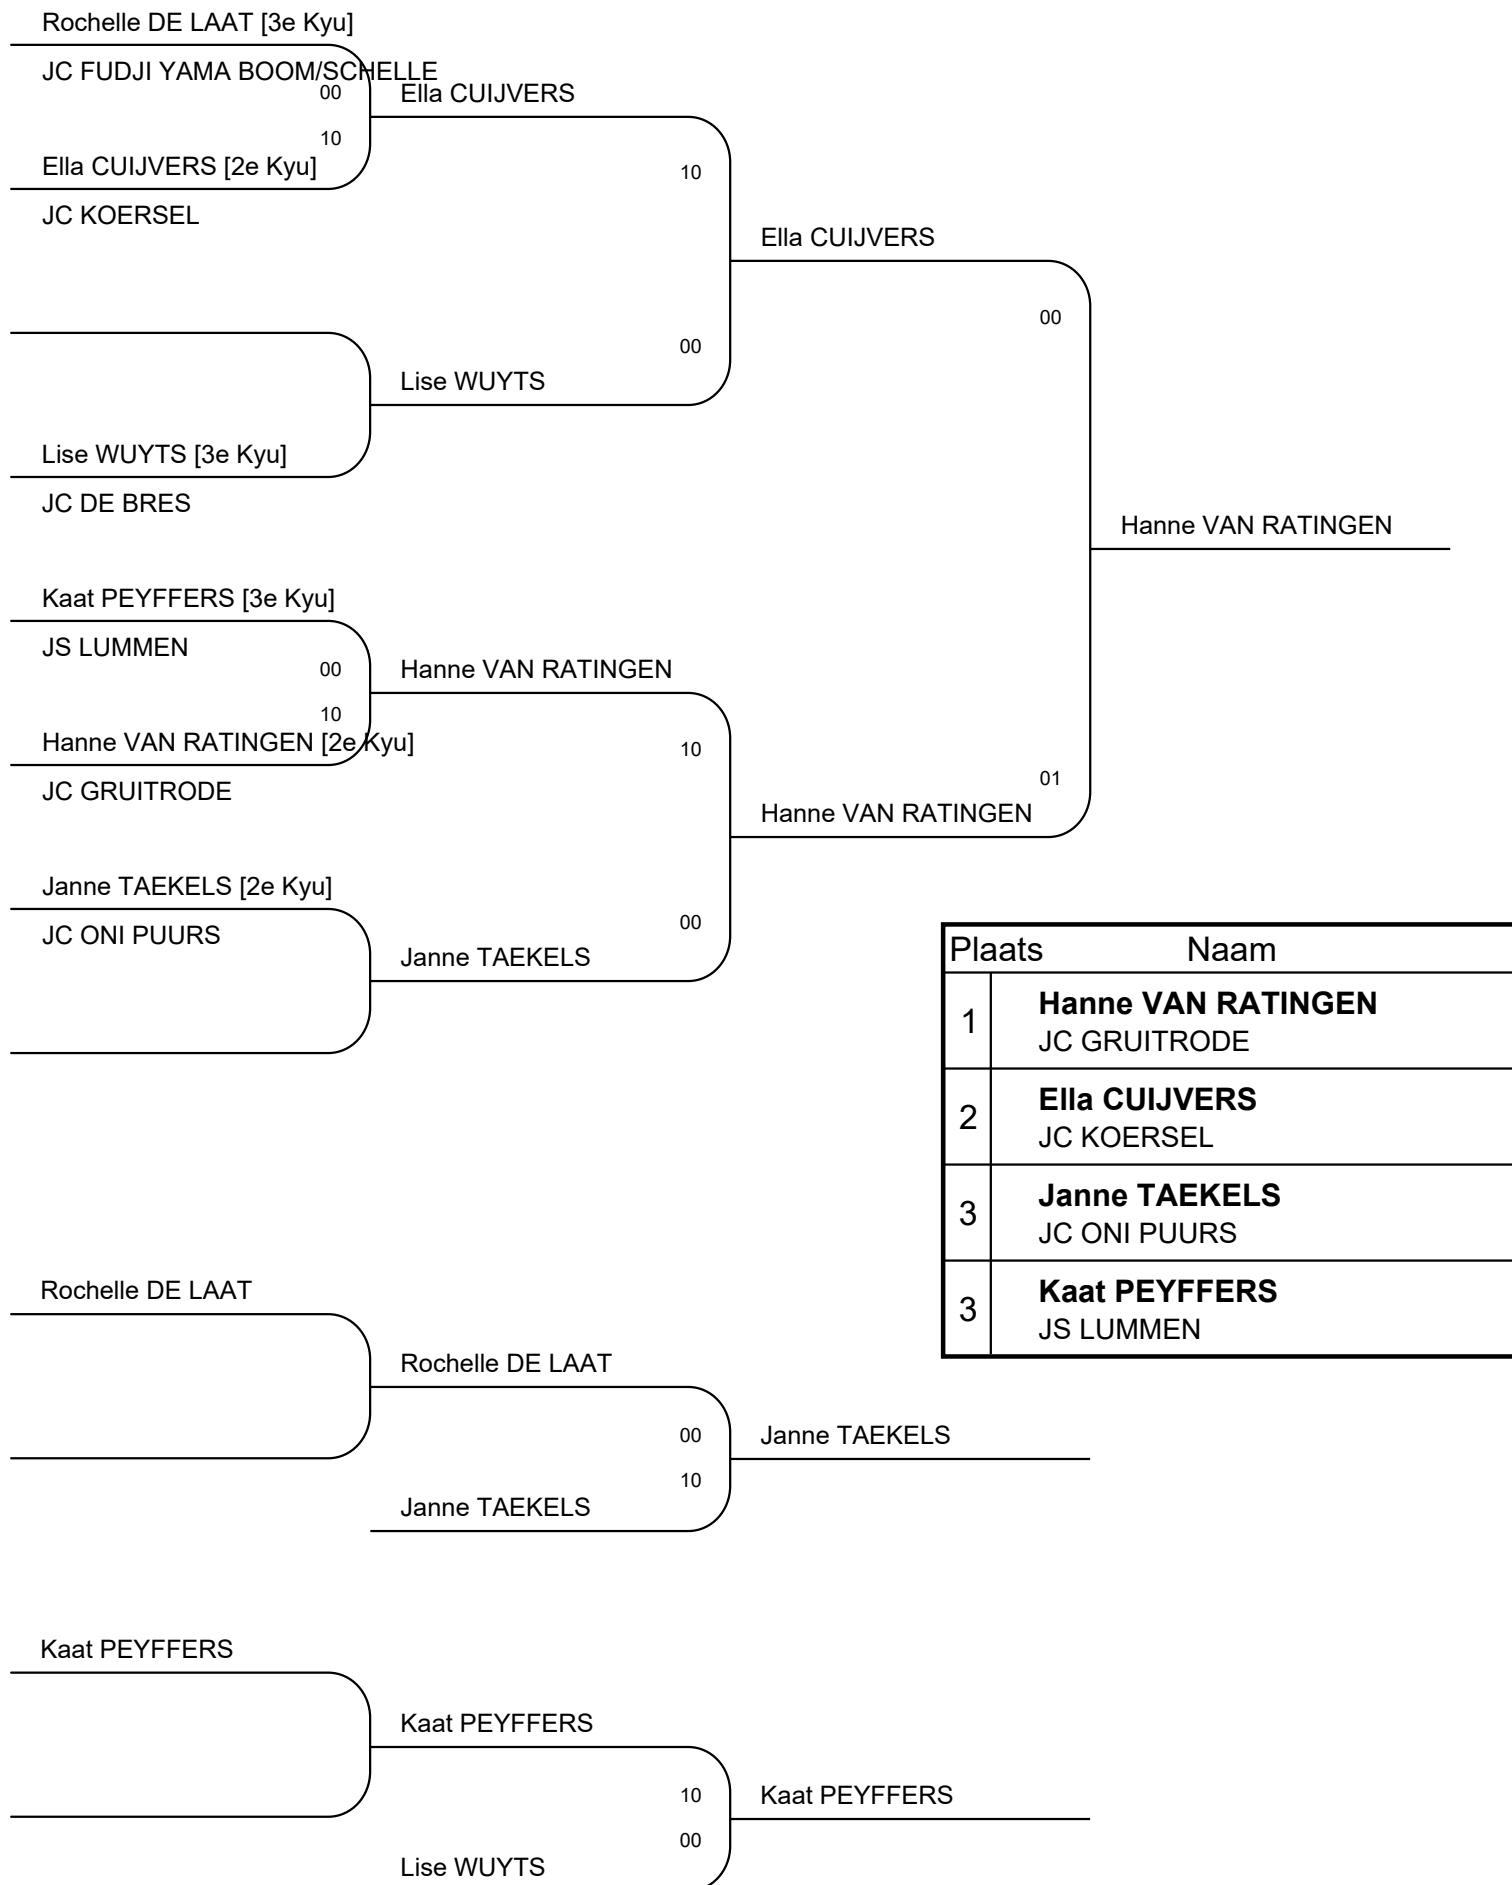 Rochelle DE LAAT [3e Kyu]
JC FUDJI YAMA BOOM/SCHELLE
00
Ella CUIJVERS
10
Ella CUIJVERS [2e Kyu]
10
JC KOERSEL
Ella CUIJVERS
00
00
Lise WUYTS
Lise WUYTS [3e Kyu]
JC DE BRES
Hanne VAN RATINGEN
Kaat PEYFFERS [3e Kyu]
JS LUMMEN
00
Hanne VAN RATINGEN
10
Hanne VAN RATINGEN [2e Kyu]
10
JC GRUITRODE
01
Hanne VAN RATINGEN
Janne TAEKELS [2e Kyu]
JC ONI PUURS
00
Janne TAEKELS
Plaats Naam
1 Hanne VAN RATINGEN
JC GRUITRODE
2 Ella CUIJVERS
JC KOERSEL
3 Janne TAEKELS
JC ONI PUURS
3 Kaat PEYFFERS
JS LUMMEN
Rochelle DE LAAT
Rochelle DE LAAT
00
Janne TAEKELS
10
Janne TAEKELS
Kaat PEYFFERS
Kaat PEYFFERS
10
Kaat PEYFFERS
00
Lise WUYTS